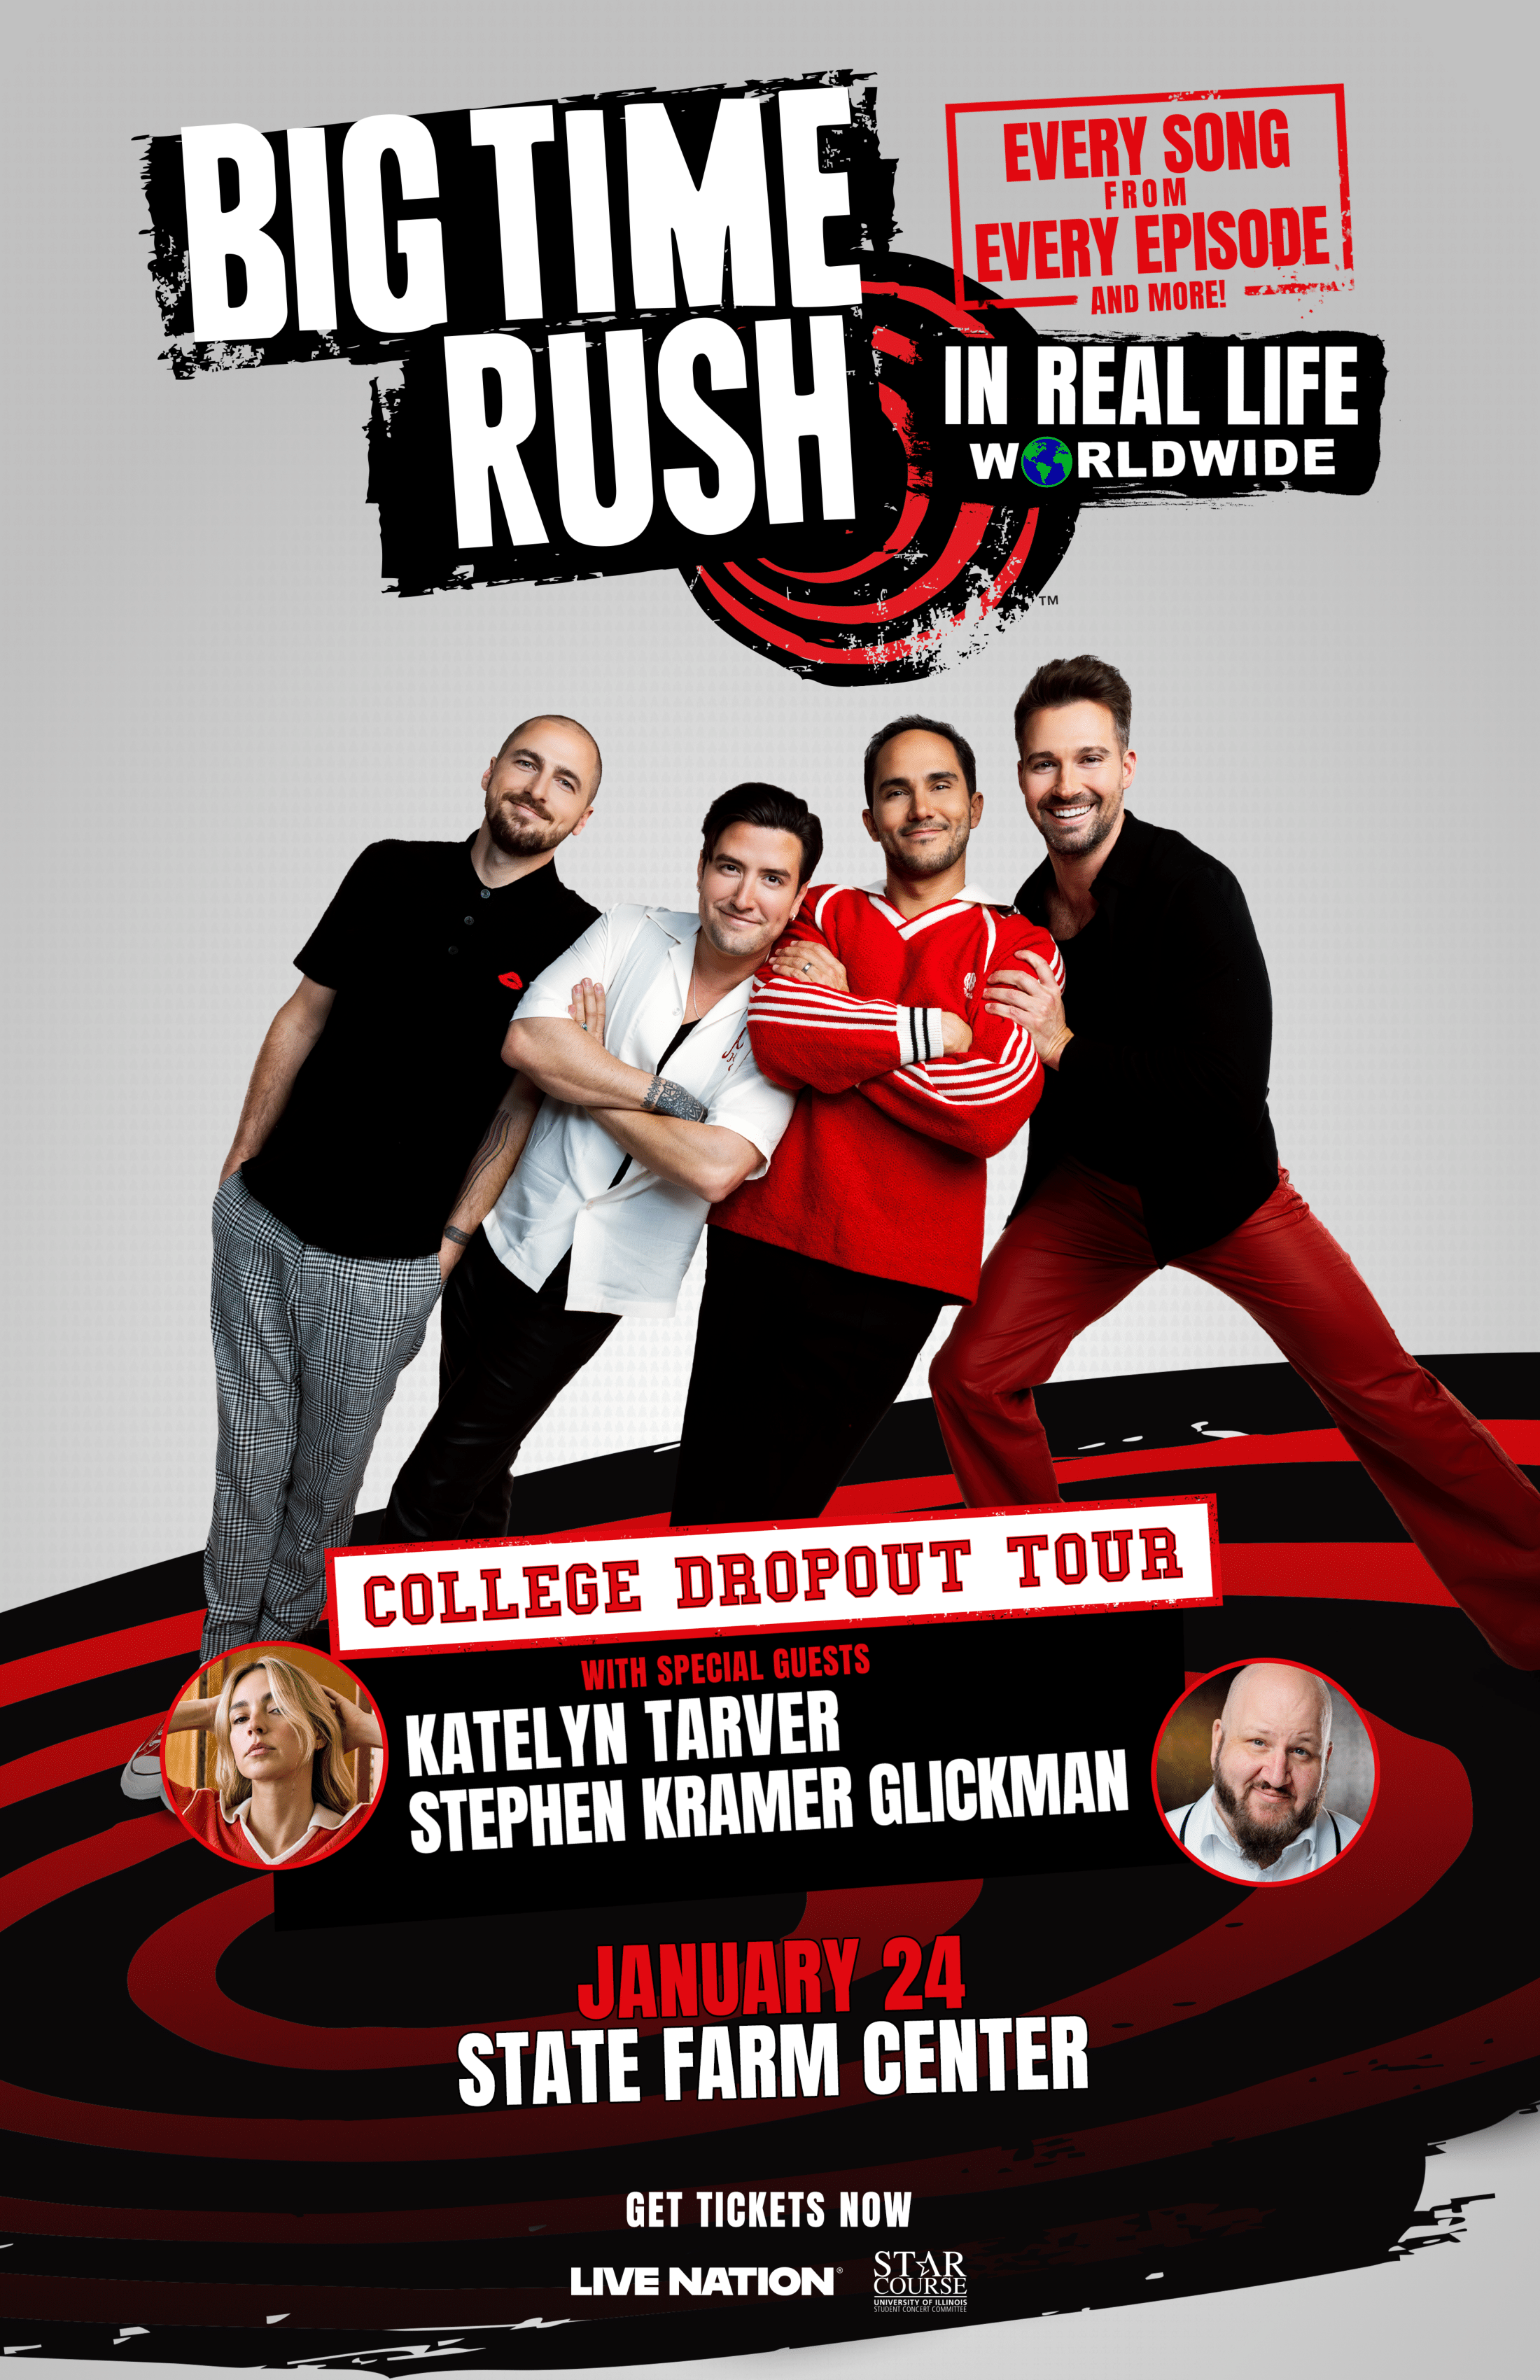 BIG TIME
RUSH
EVERY SONG
FROM
EVERY EPISODE
AND MORE!
IN REAL LIFE
WORLDWIDE
TM
COLLEGE DROPOUT TOUR
WITH SPECIAL GUESTS
KATELYN TARVER
STEPHEN KRAMER GLICKMAN
JANUARY 24
STATE FARM CENTER
GET TICKETS NOW
LIVE NATION®
STAR
COURSE
UNIVERSITY OF ILLINOIS
STUDENT CONCERT COMMITTEE